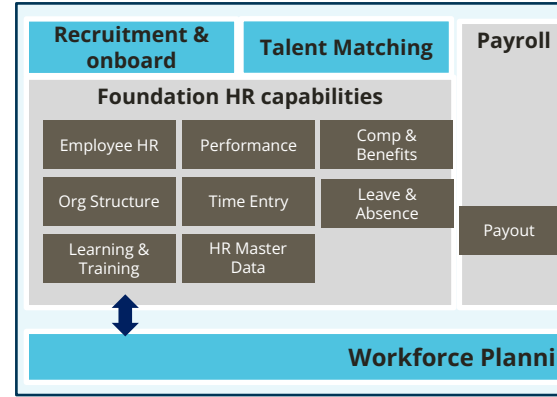 Recruitment &
onboard
Talent Matching
Payroll
Foundation HR capabilities
Employee HR
Performance
Comp &
Benefits
Org Structure
Time Entry
Leave &
Absence
Payout
Learning &
Training
HR Master
Data
Workforce Planni